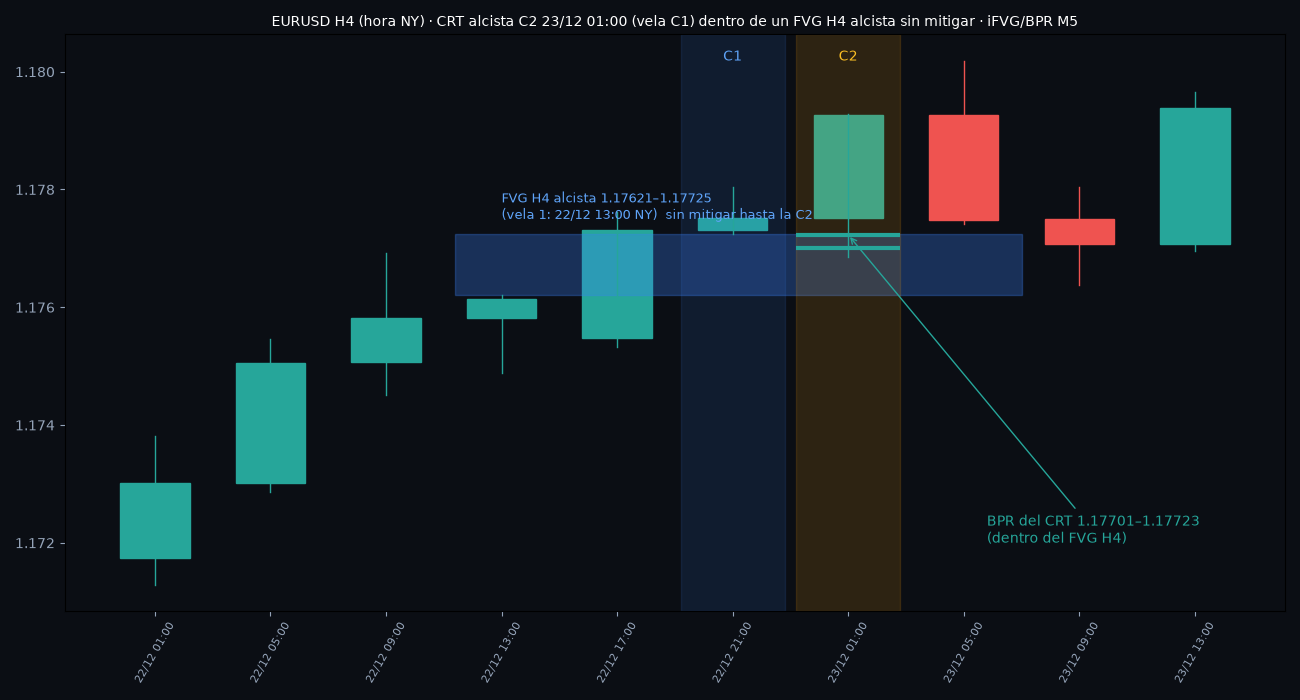 EURUSD H4 (hora NY) · CRT alcista C2 23/12 01:00 (vela C1) dentro de un FVG H4 alcista sin mitigar · iFVG/BPR M5
C1
C2
1.180
1.178
1.176
1.174
1.172
FVG H4 alcista 1.17621–1.17725
(vela 1: 22/12 13:00 NY)  sin mitigar hasta la C2
BPR del CRT 1.17701–1.17723
(dentro del FVG H4)
22/12 01:00
22/12 05:00
22/12 09:00
22/12 13:00
22/12 17:00
22/12 21:00
23/12 01:00
23/12 05:00
23/12 09:00
23/12 13:00